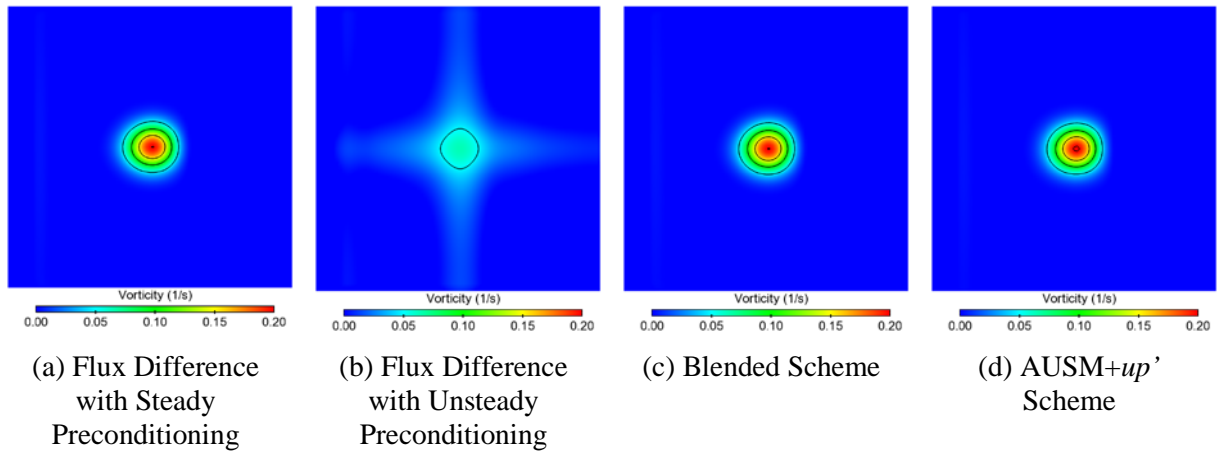 Vorticity (1/s)
0.00 0.05 0.10 0.15 0.20
Vorticity (1/s)
0.00 0.05 0.10 0.15 0.20
Vorticity (1/s)
0.00 0.05 0.10 0.15 0.20
Vorticity (1/s)
0.00 0.05 0.10 0.15 0.20
(a) Flux Difference
with Steady
Preconditioning
(b) Flux Difference
with Unsteady
Preconditioning
(c) Blended Scheme
(d) AUSM+up’
Scheme